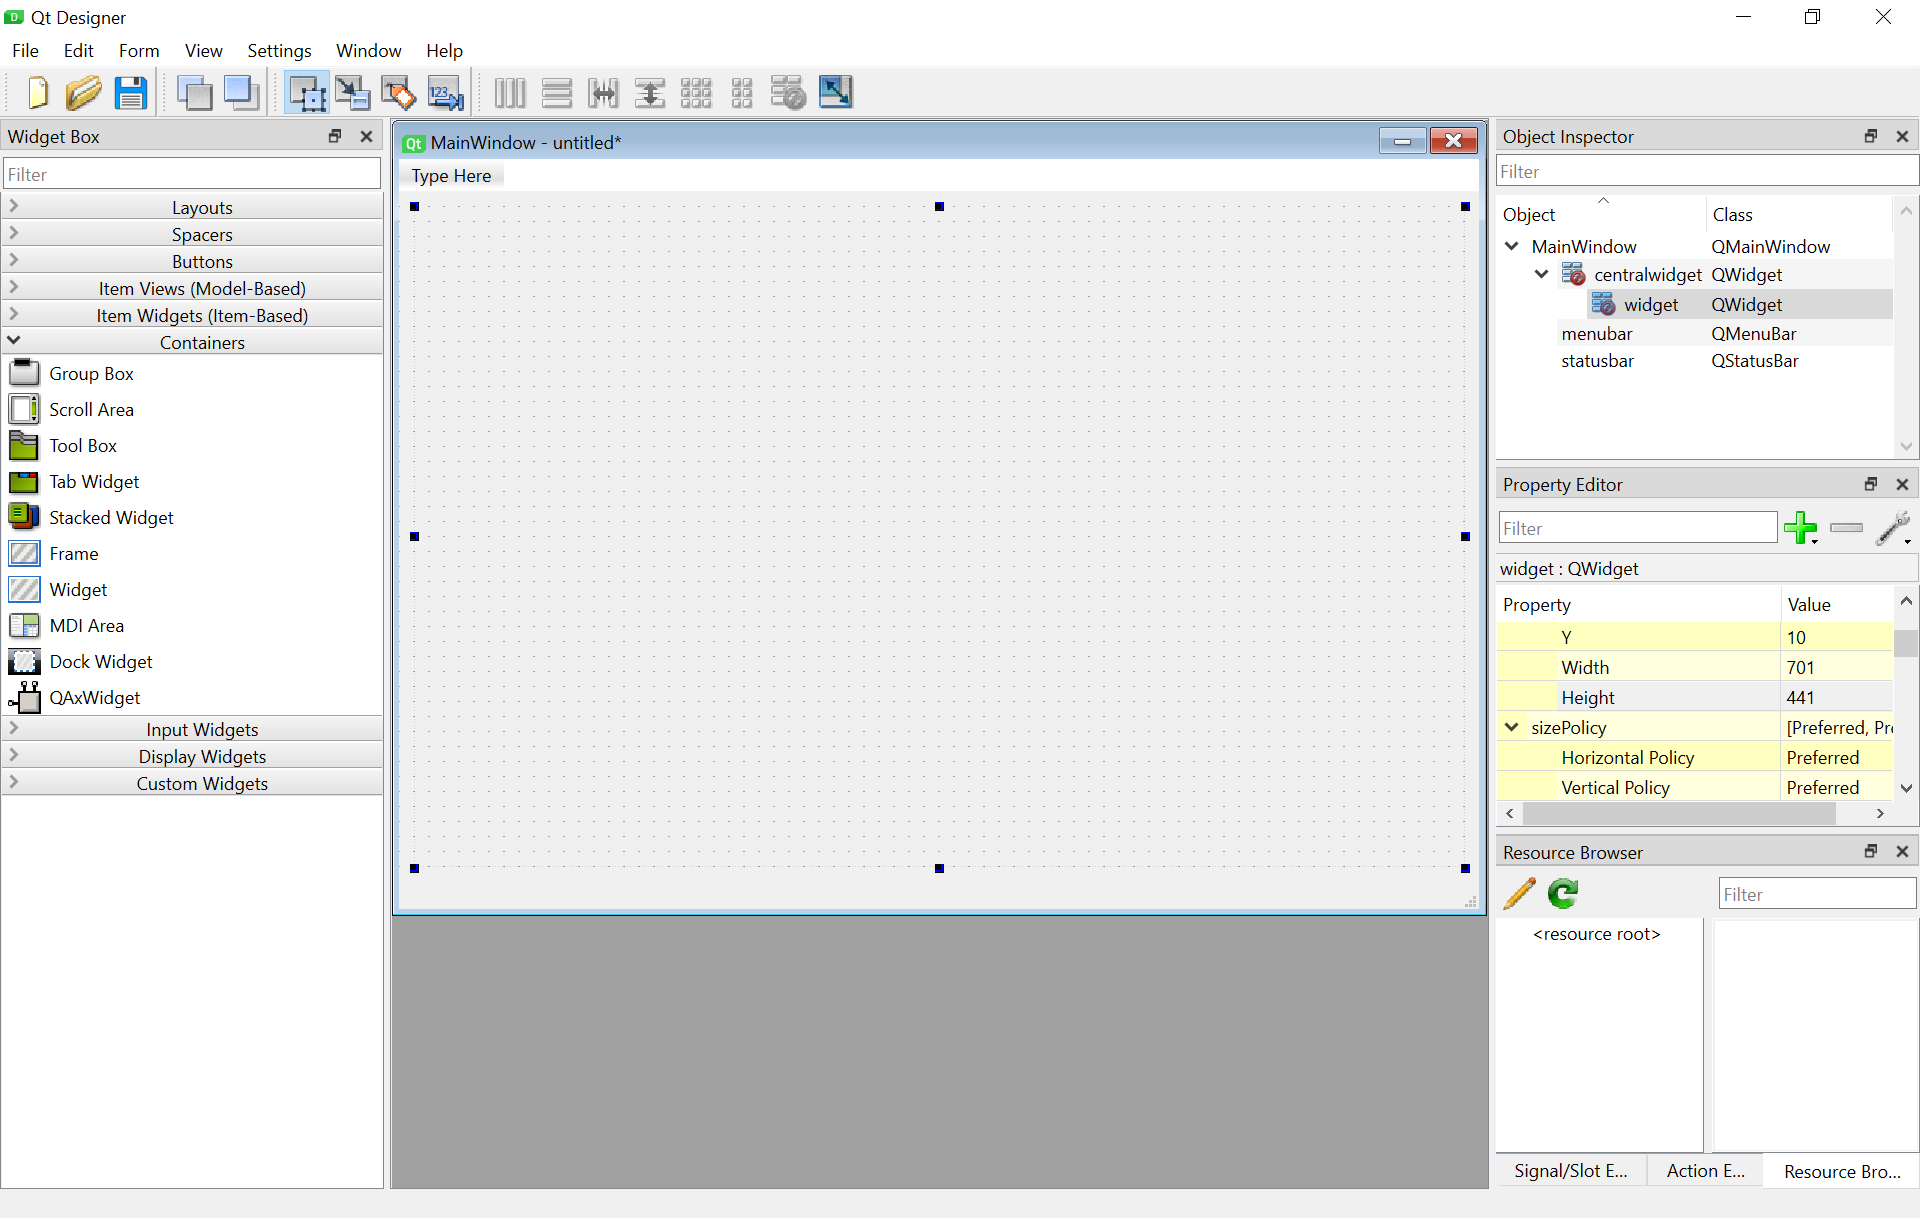 Qt Designer
File Edit Form View Settings Window Help
123
Widget Box
Filter
Layouts
Spacers
Buttons
Item Views (Model-Based)
Item Widgets (Item-Based)
Containers
Group Box
Scroll Area
Tool Box
Tab Widget
Stacked Widget
Frame
Widget
MDI Area
Dock Widget
QAxWidget
Input Widgets
Display Widgets
Custom Widgets
Qt MainWindow - untitled*
Type Here
Object Inspector
Filter
Object Class
MainWindow QMainWindow
centralwidget QWidget
widget QWidget
menubar QMenuBar
statusbar QStatusBar
Property Editor
Filter
widget : QWidget
Property Value
Y 10
Width 701
Height 441
sizePolicy [Preferred, Pre
Horizontal Policy Preferred
Vertical Policy Preferred
Resource Browser
Filter
<resource root>
Signal/Slot E... Action E... Resource Bro...